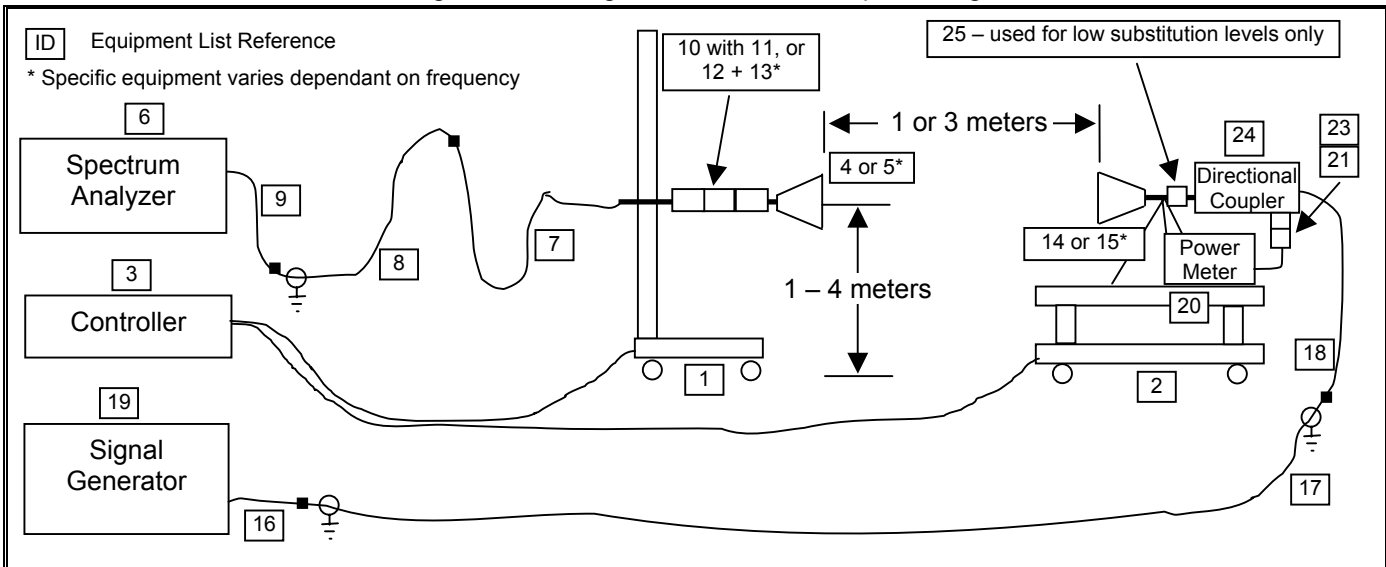 ID Equipment List Reference
* Specific equipment varies dependant on frequency
10 with 11, or
12 + 13*
25 – used for low substitution levels only
6
Spectrum
Analyzer
9
8
7
4 or 5*
1 or 3 meters
24
23
21
Directional
Coupler
14 or 15*
Power
Meter
20
1 – 4 meters
3
Controller
1
2
18
17
19
Signal
Generator
16